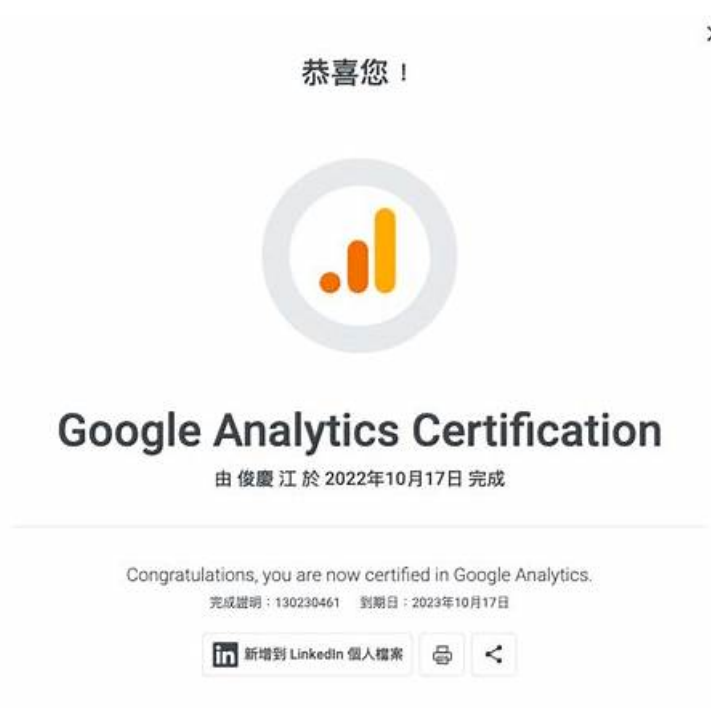 恭喜您！
Google Analytics Certification
由 俊慶 江 於 2022年10月17日 完成
Congratulations, you are now certified in Google Analytics.
完成證明：130230461 到期日：2023年10月17日
in 新增到 LinkedIn 個人檔案